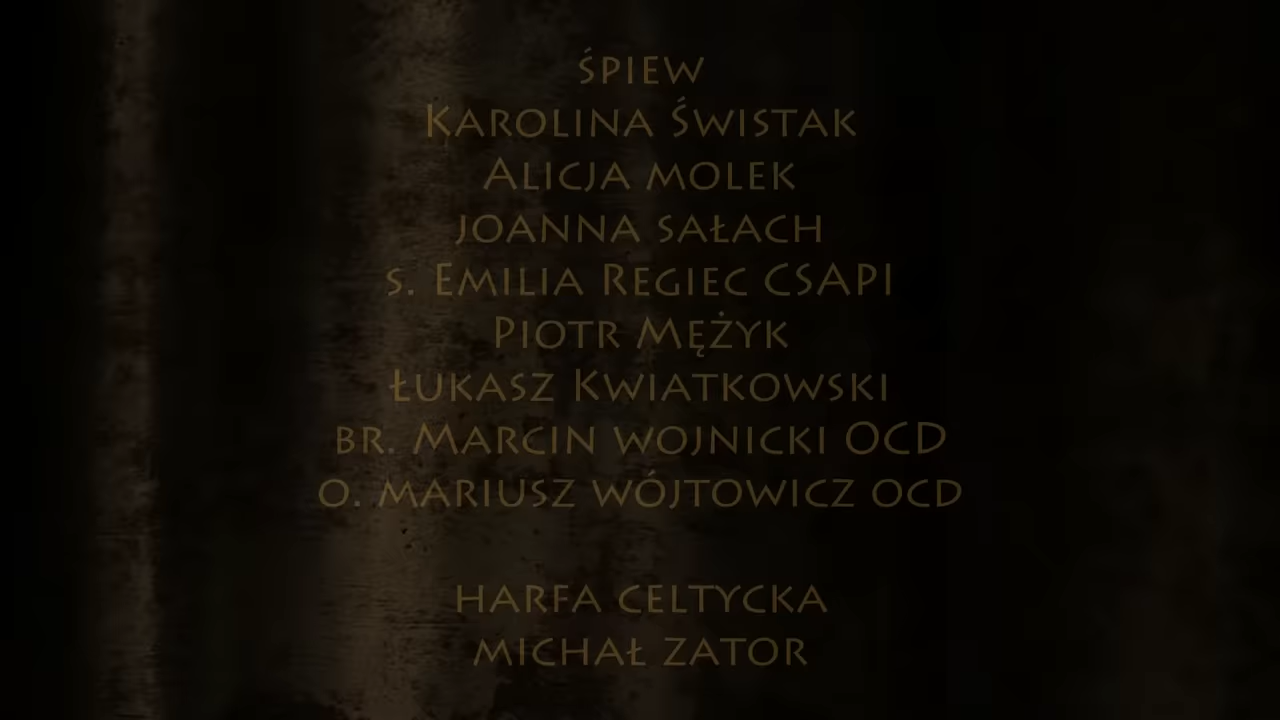 śpiew
Karolina Świstak
Alicja molek
joanna sałach
s. Emilia Regiec CSAPI
Piotr Mężyk
Łukasz Kwiatkowski
br. Marcin wojnicki OCD
o. mariusz wójtowicz ocd
harfa celtycka
michał zator